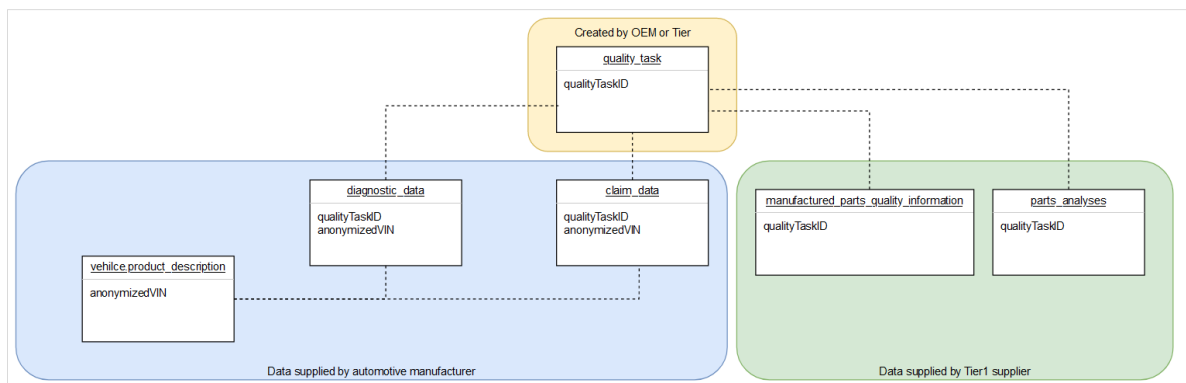 Created by OEM or Tier
quality_task
qualityTaskID
diagnostic_data
qualityTaskID
anonymizedVIN
claim_data
qualityTaskID
anonymizedVIN
vehilce.product_description
anonymizedVIN
Data supplied by automotive manufacturer
manufactured_parts_quality_information
qualityTaskID
parts_analyses
qualityTaskID
Data supplied by Tier1 supplier